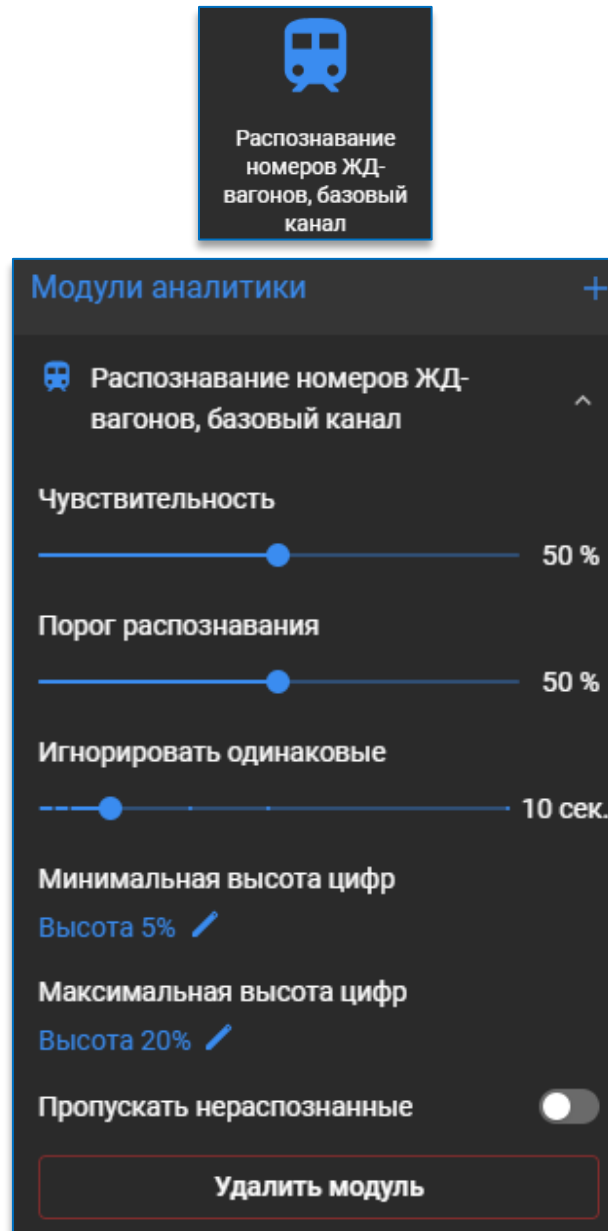 Распознавание
номеров ЖД-
вагонов, базовый
канал
Модули аналитики +
Распознавание номеров ЖД-
вагонов, базовый канал
Чувствительность
50 %
Порог распознавания
50 %
Игнорировать одинаковые
10 сек.
Минимальная высота цифр
Высота 5%
Максимальная высота цифр
Высота 20%
Пропускать нераспознанные
Удалить модуль